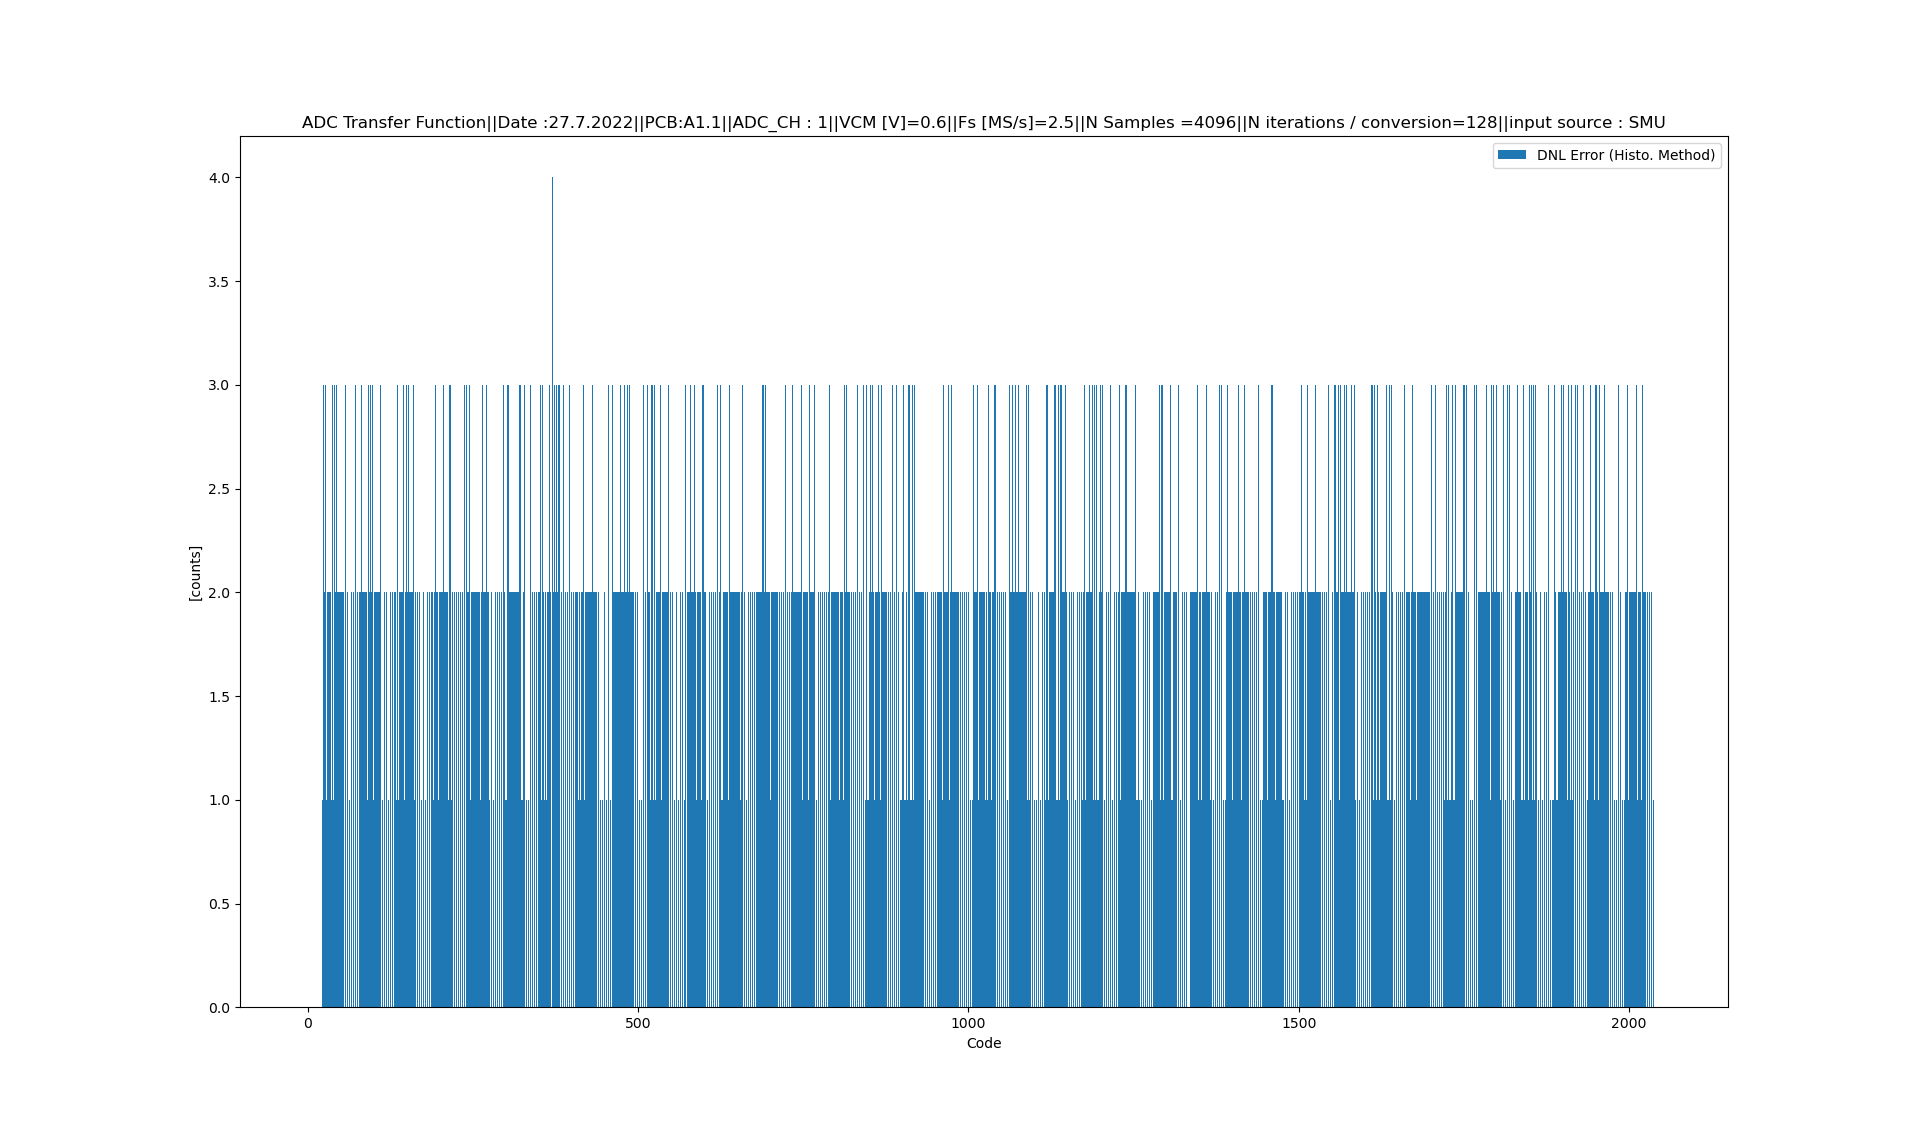 ADC Transfer Function||Date :27.7.2022||PCB:A1.1||ADC_CH : 1||VCM [V]=0.6||Fs [MS/s]=2.5||N Samples =4096||N iterations / conversion=128||input source : SMU
DNL Error (Histo. Method)
4.0
3.5
3.0
2.5
2.0
1.5
1.0
0.5
0.0
[counts]
0 500 1000 1500 2000
Code